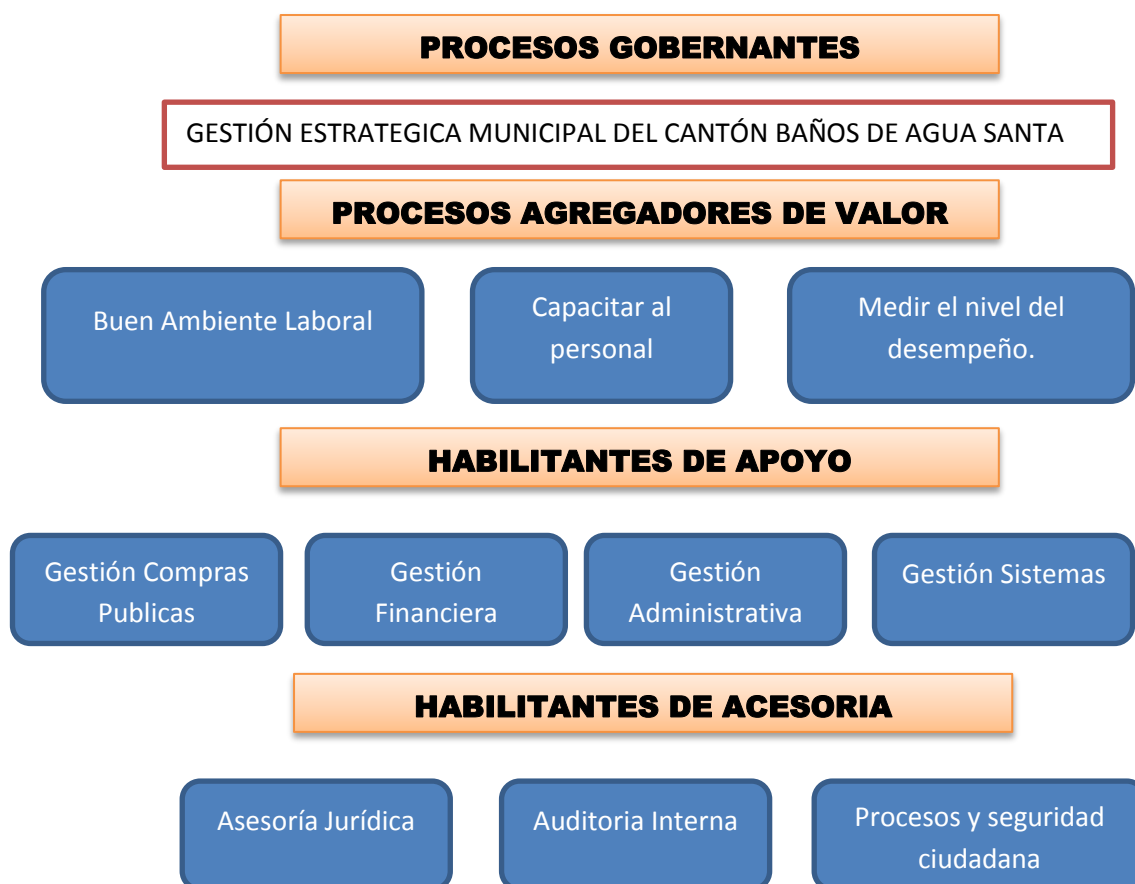 PROCESOS GOBERNANTES
GESTIÓN ESTRATEGICA MUNICIPAL DEL CANTÓN BAÑOS DE AGUA SANTA
PROCESOS AGREGADORES DE VALOR
Buen Ambiente Laboral
Capacitar al
personal
Medir el nivel del
desempeño.
HABILITANTES DE APOYO
Gestión Compras
Publicas
Gestión
Financiera
Gestión
Administrativa
Gestión Sistemas
HABILITANTES DE ACESORIA
Asesoría Jurídica
Auditoria Interna
Procesos y seguridad
ciudadana